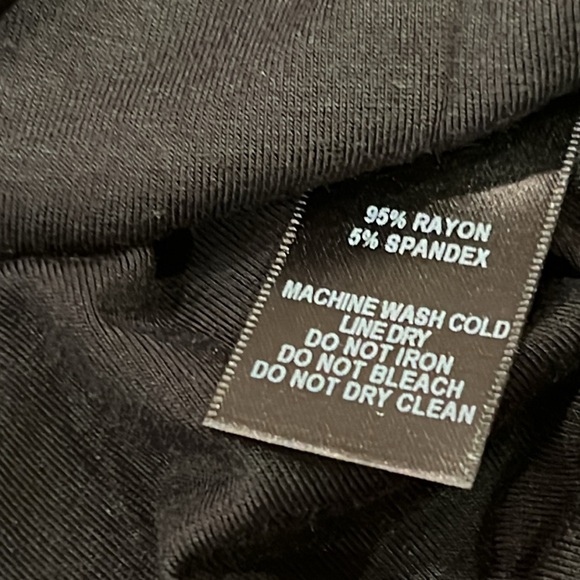 95% RAYON
5% SPANDEX
MACHINE WASH COLD
LINE DRY
DO NOT IRON
DO NOT BLEACH
DO NOT DRY CLEAN